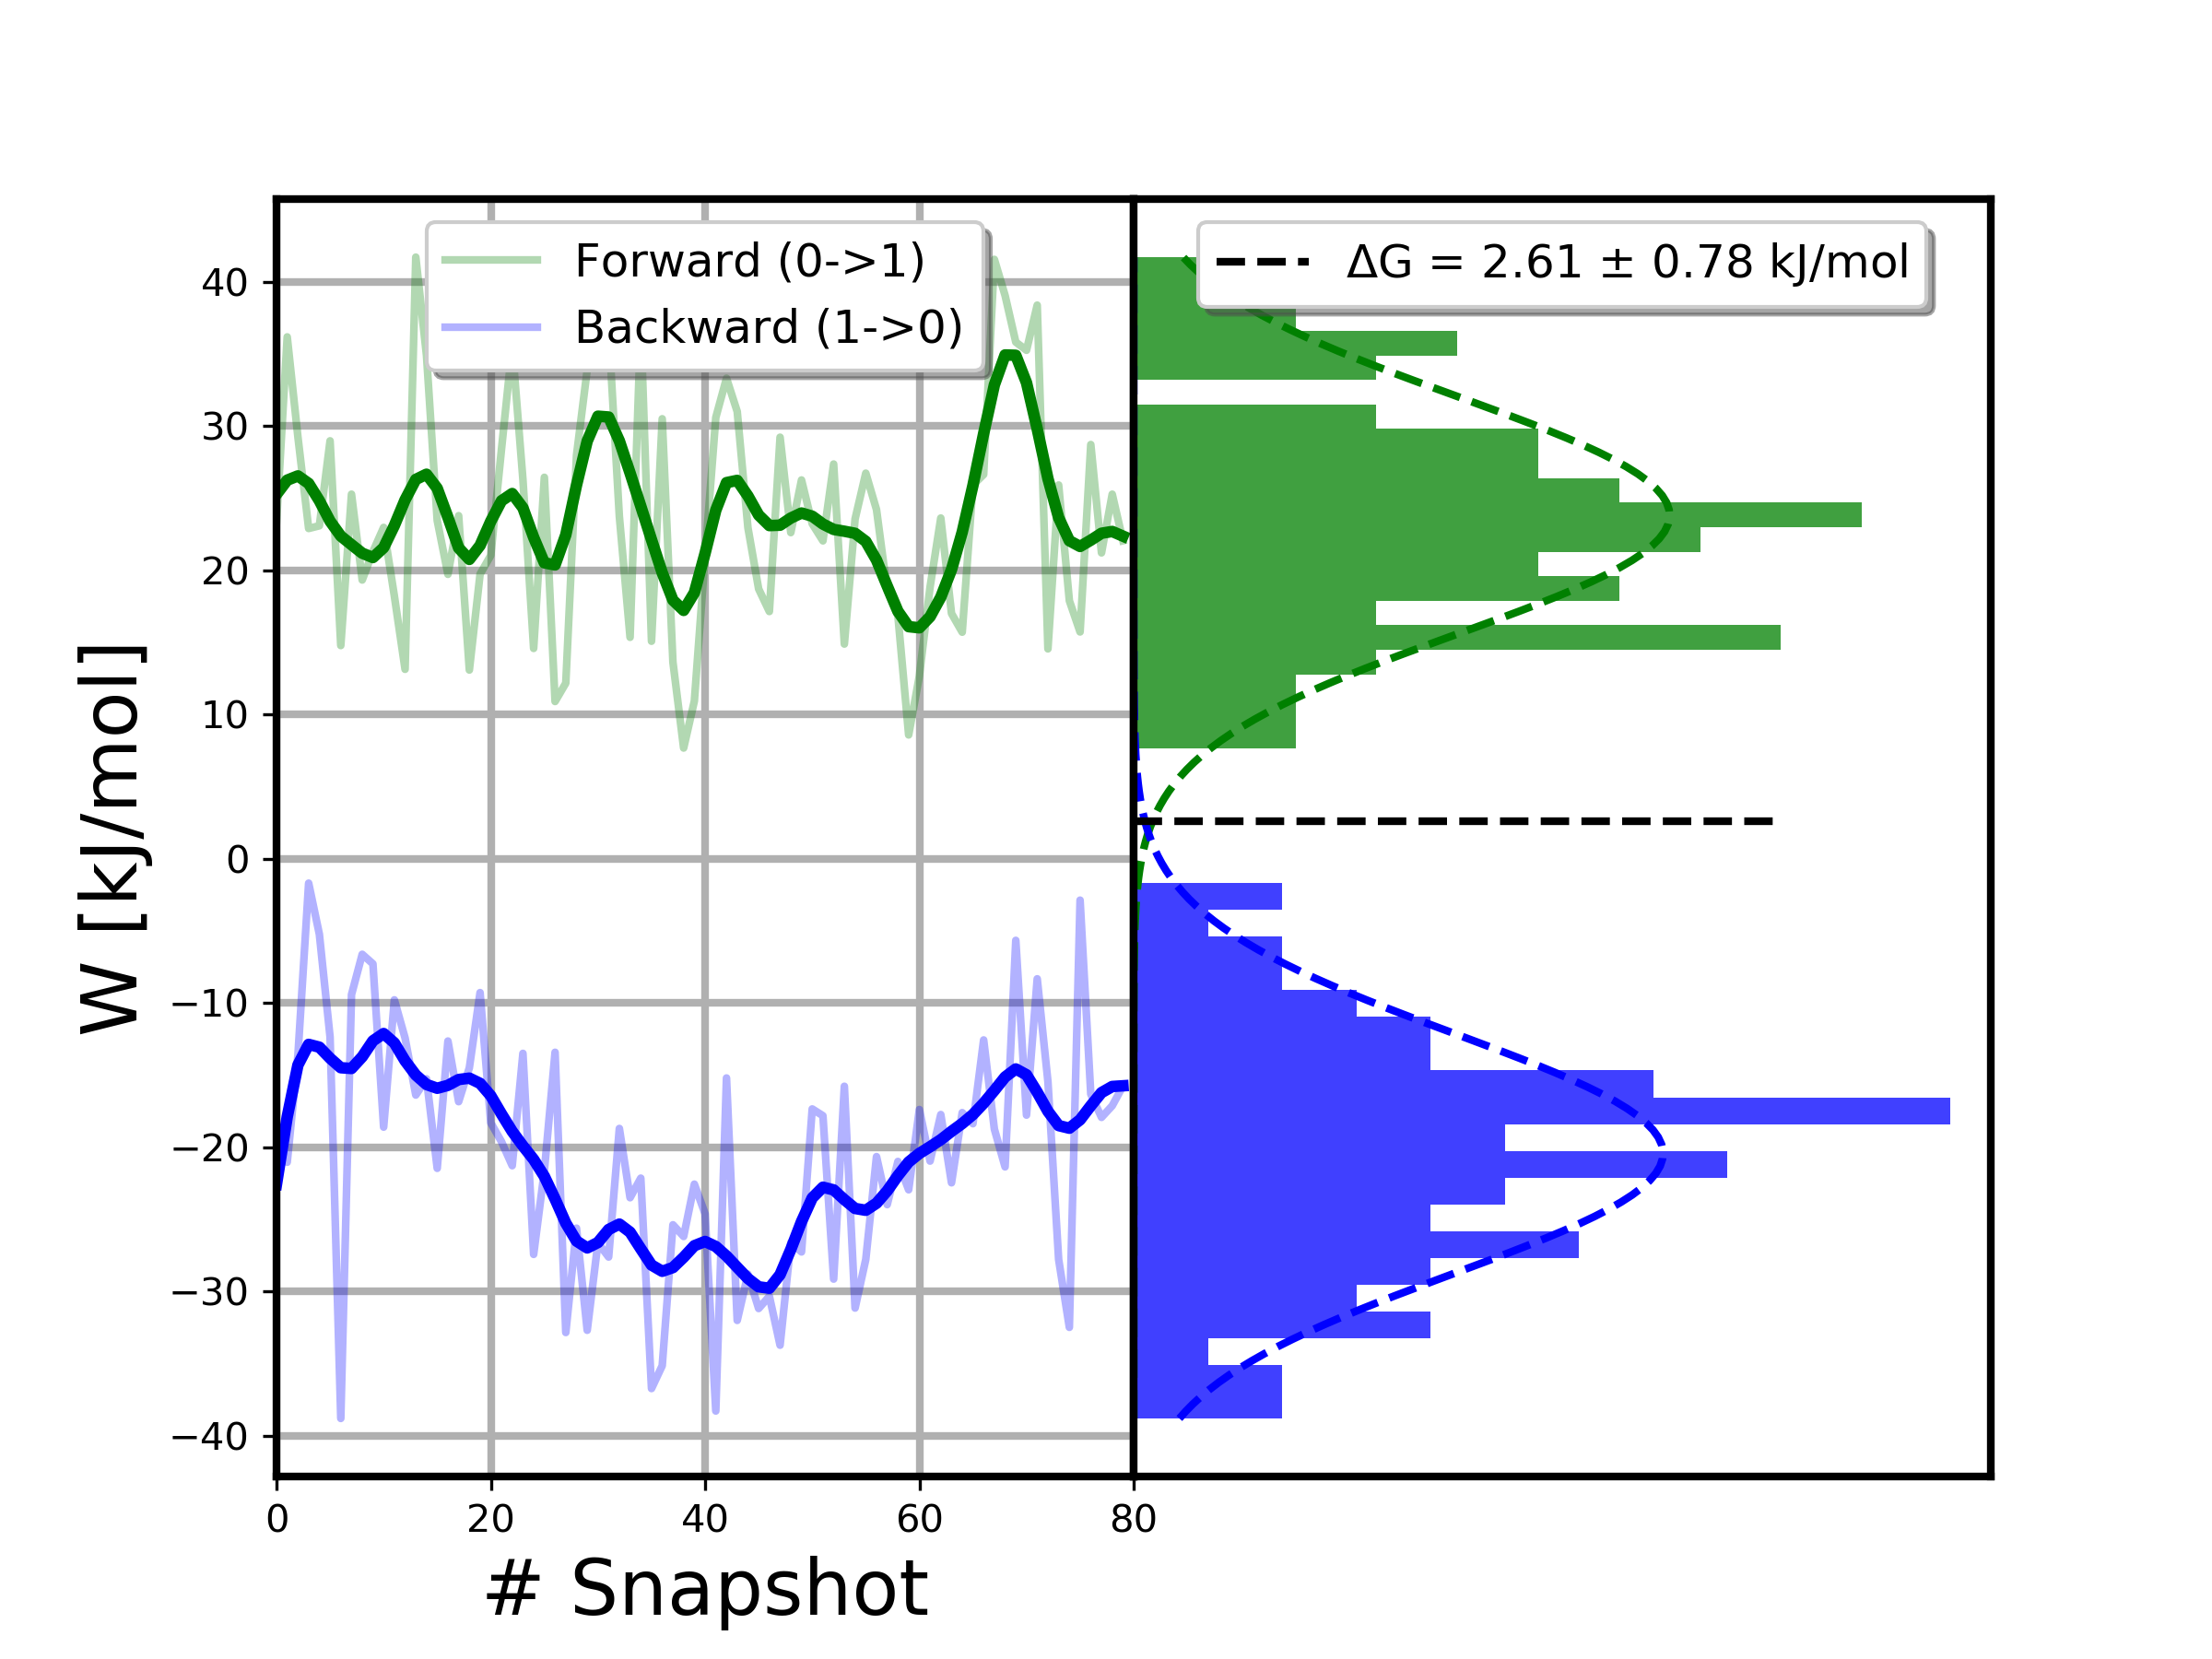 Forward (0->1)
Backward (1->0)
ΔG = 2.61 ± 0.78 kJ/mol
W [kJ/mol]
40
30
20
10
0
−10
−20
−30
−40
0 20 40 60 80
# Snapshot